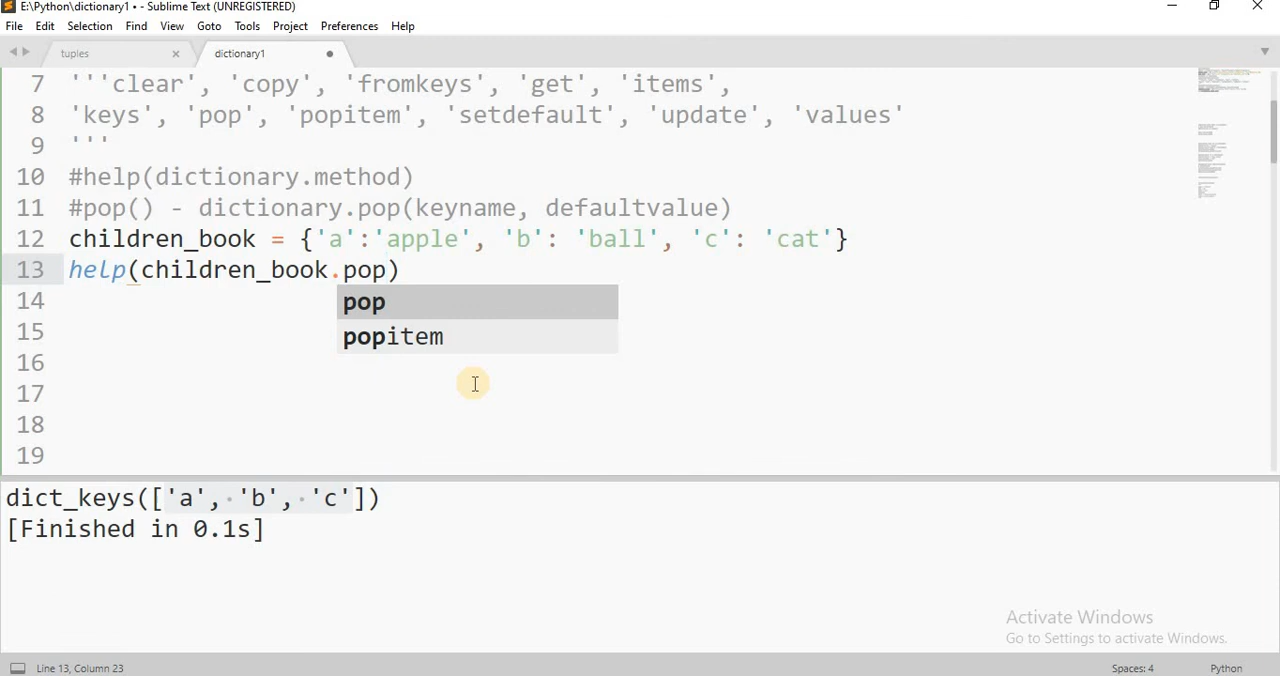 E:\Python\dictionary1 • - Sublime Text (UNREGISTERED)
File Edit Selection Find View Goto Tools Project Preferences Help
tuples dictionary1
7 '''clear', 'copy', 'fromkeys', 'get', 'items',
8 'keys', 'pop', 'popitem', 'setdefault', 'update', 'values'
9 '''
10 #help(dictionary.method)
11 #pop() - dictionary.pop(keyname, defaultvalue)
12 children_book = {'a':'apple', 'b': 'ball', 'c': 'cat'}
13 help(children_book.pop)
14 pop
15 popitem
16
17
18
19
dict_keys(['a', 'b', 'c'])
[Finished in 0.1s]
Activate Windows
Go to Settings to activate Windows.
Line 13, Column 23 Spaces: 4 Python